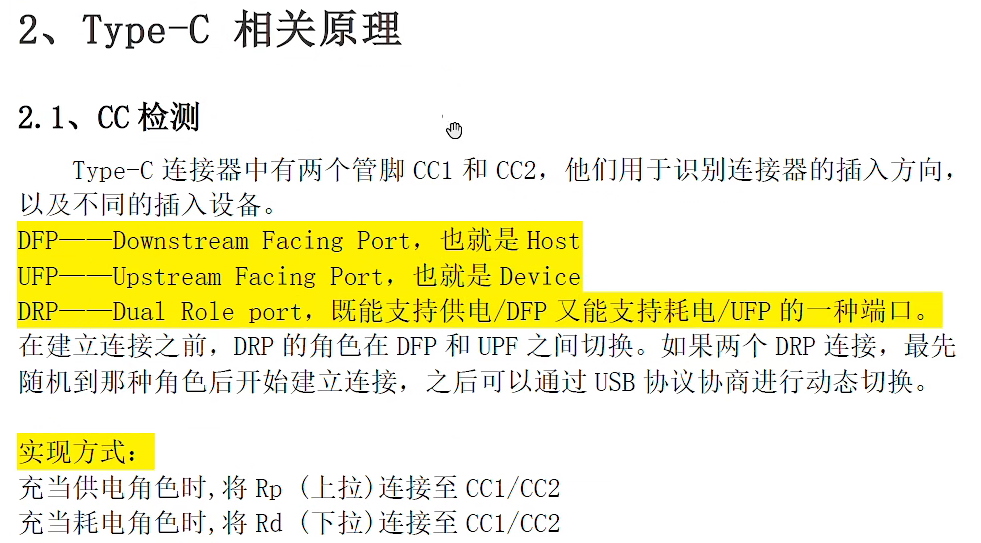 2、Type-C 相关原理
2.1、CC 检测
Type-C 连接器中有两个管脚 CC1 和 CC2，他们用于识别连接器的插入方向，
以及不同的插入设备。
DFP——Downstream Facing Port，也就是 Host
UFP——Upstream Facing Port，也就是 Device
DRP——Dual Role port，既能支持供电/DFP 又能支持耗电/UFP 的一种端口。
在建立连接之前，DRP 的角色在 DFP 和 UPF 之间切换。如果两个 DRP 连接，最先
随机到那种角色后开始建立连接，之后可以通过 USB 协议协商进行动态切换。
实现方式：
充当供电角色时,将 Rp (上拉)连接至 CC1/CC2
充当耗电角色时,将 Rd (下拉)连接至 CC1/CC2